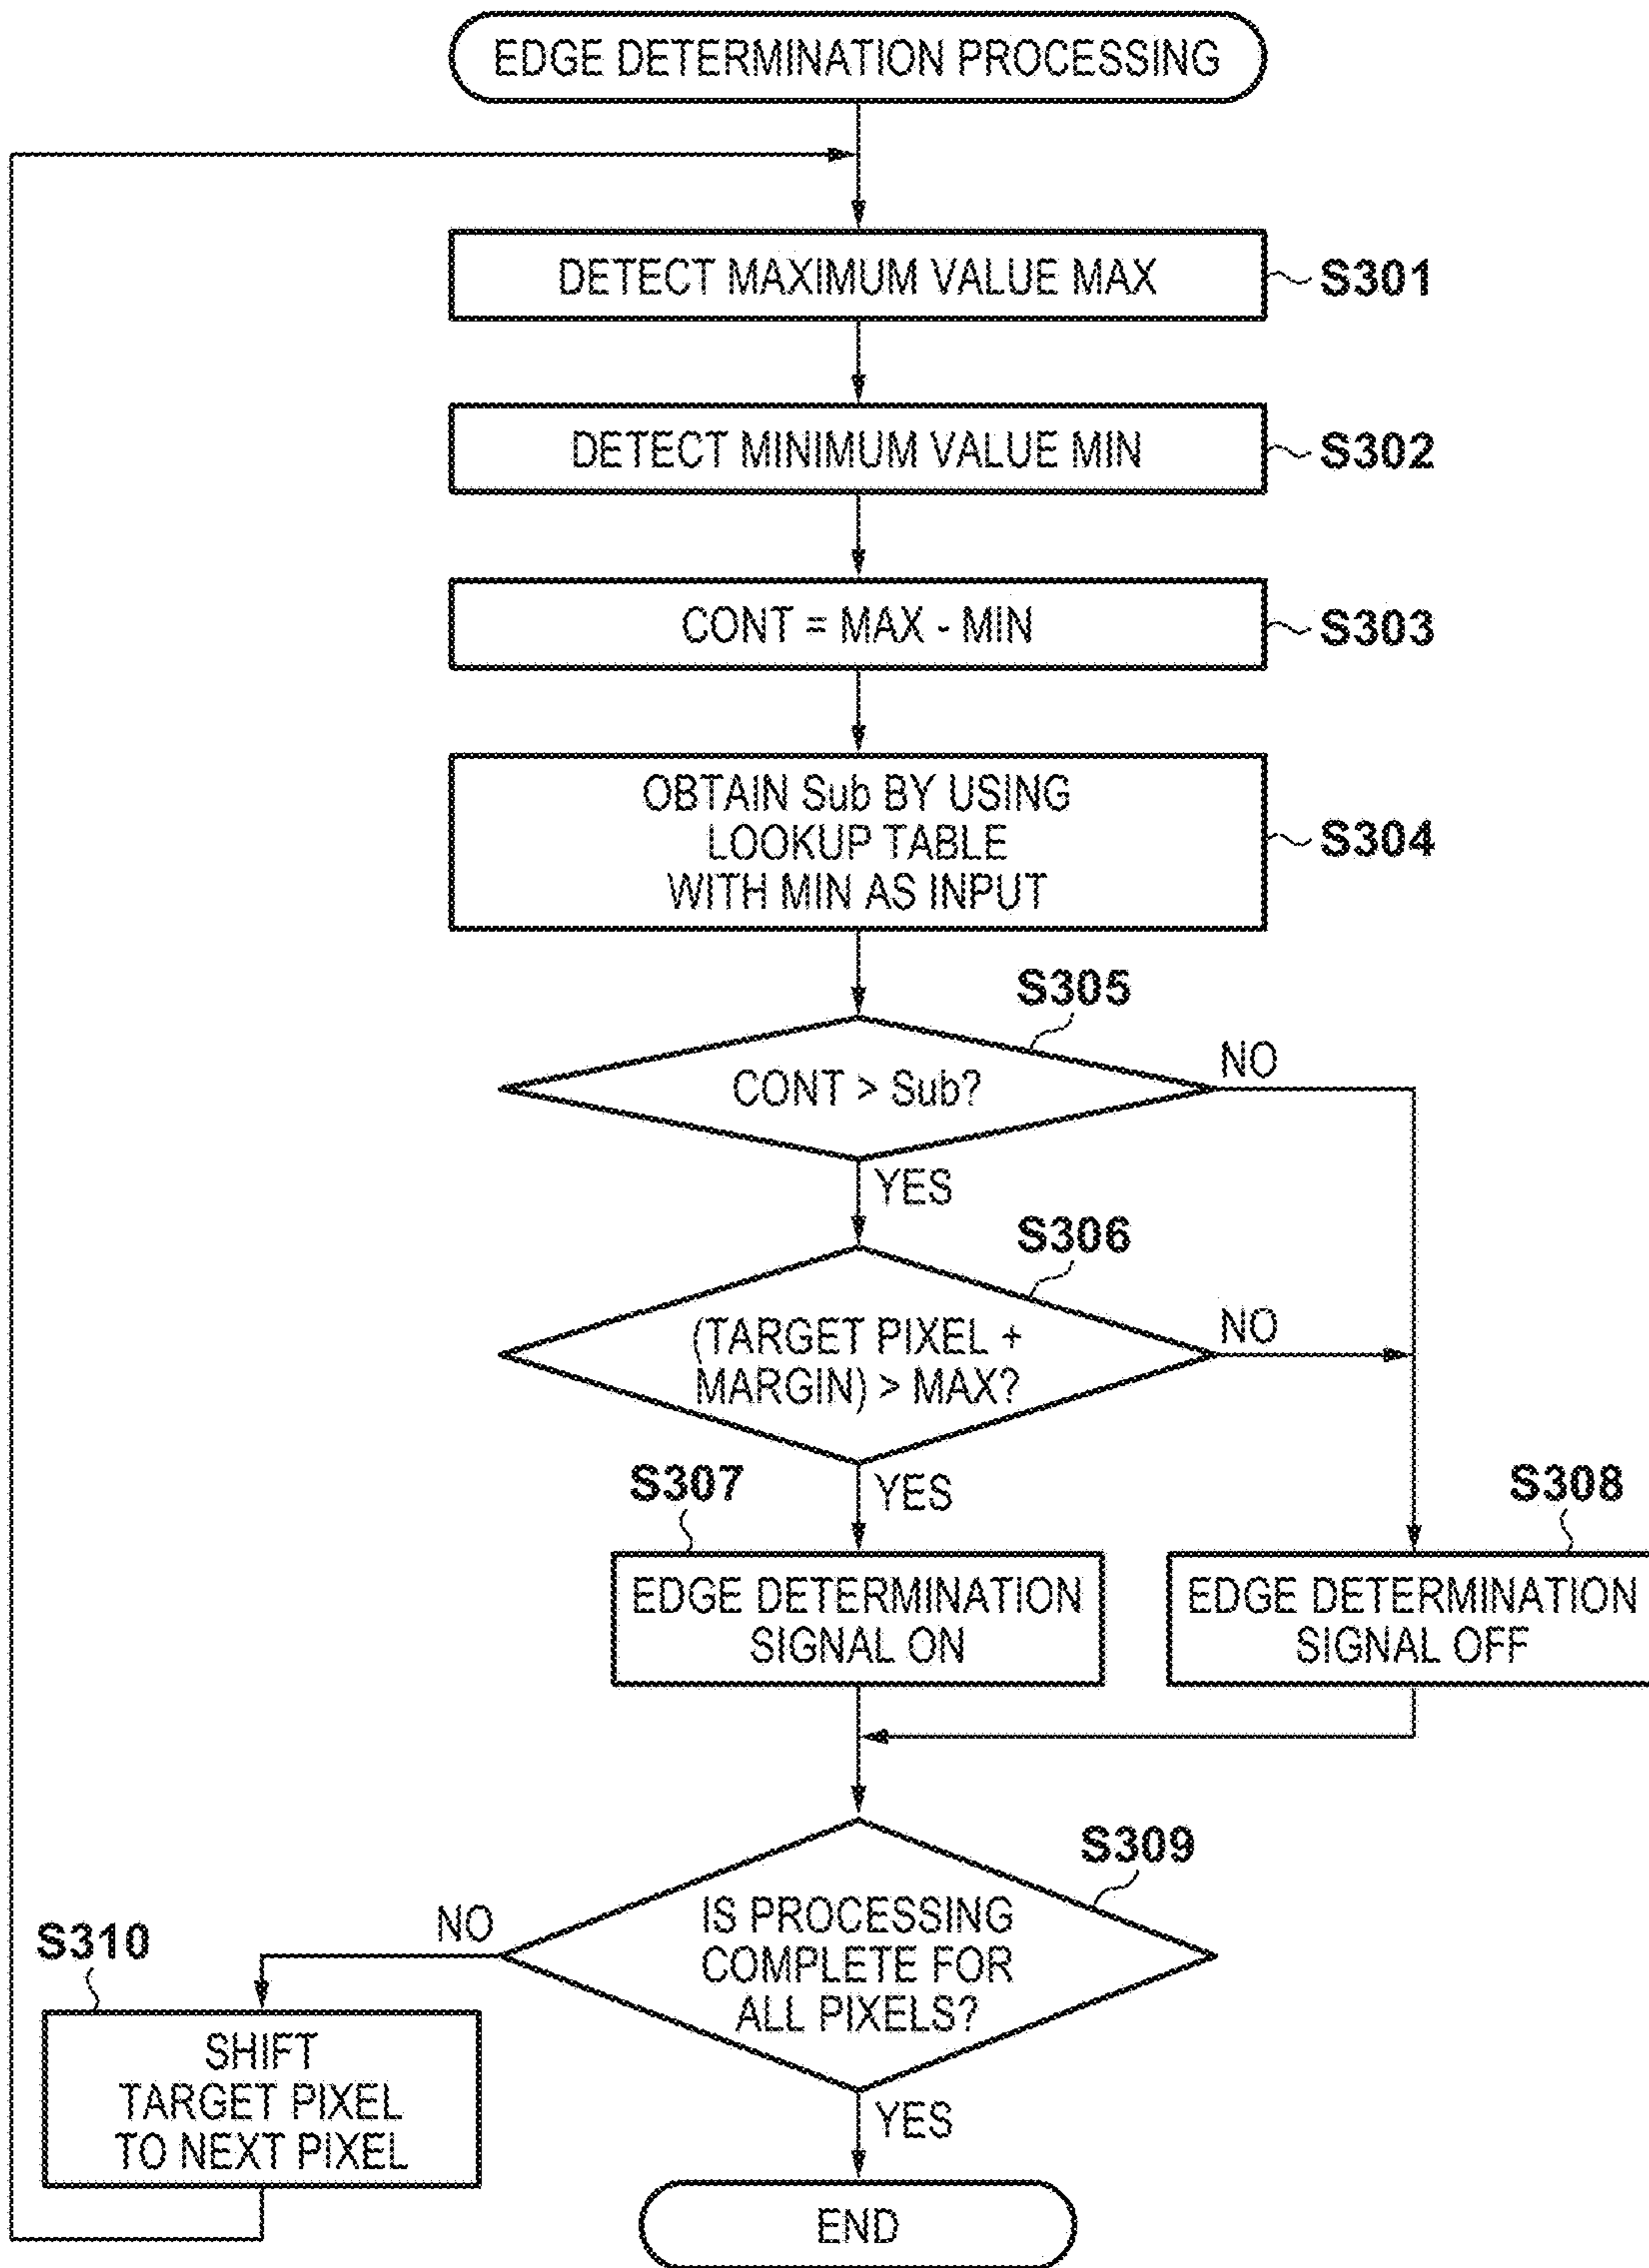 EDGE DETERMINATION PROCESSING
DETECT MAXIMUM VALUE MAX
S301
DETECT MINIMUM VALUE MIN
S302
CONT = MAX - MIN
S303
OBTAIN Sub BY USING
LOOKUP TABLE
WITH MIN AS INPUT
S304
S305
CONT > Sub?
NO
YES
S306
(TARGET PIXEL +
MARGIN) > MAX?
NO
YES
S307
EDGE DETERMINATION
SIGNAL ON
S308
EDGE DETERMINATION
SIGNAL OFF
S309
IS PROCESSING
COMPLETE FOR
ALL PIXELS?
NO
S310
SHIFT
TARGET PIXEL
TO NEXT PIXEL
YES
END